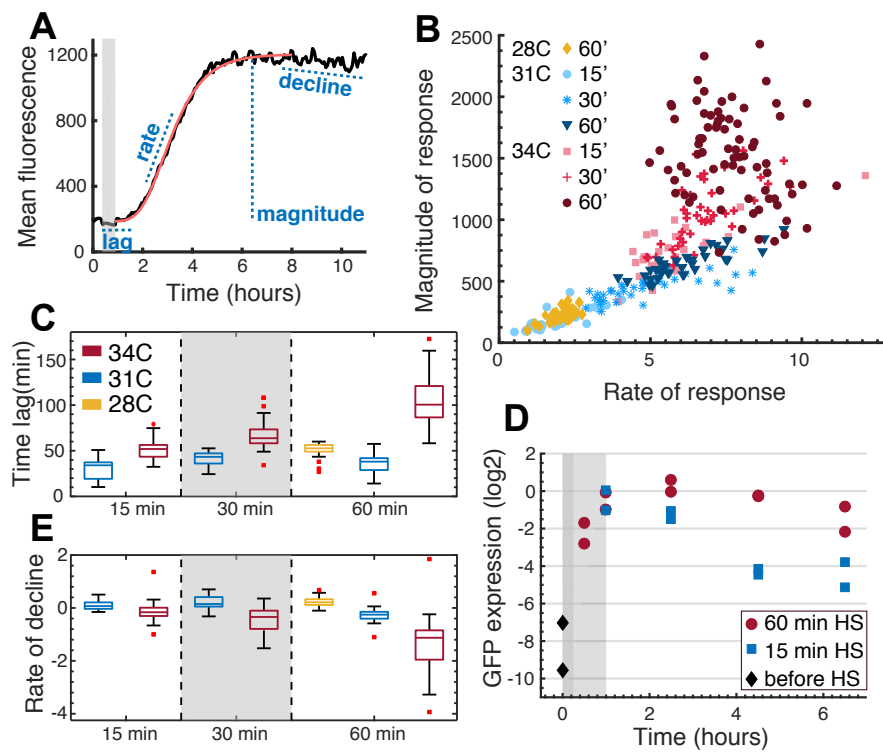 A
Mean fluorescence
1200
800
400
0
0 2 4 6 8 10
Time (hours)
lag
rate
magnitude
decline
B
Magnitude of response
2500
2000
1500
1000
500
0
0 5 10
Rate of response
28C 60’
31C 15’
30’
60’
34C 15’
30’
60’
C
Time lag(min)
150
100
50
0
34C
31C
28C
15 min 30 min 60 min
D
GFP expression (log2)
2
0
-2
-4
-6
-8
-10
0 2 4 6
Time (hours)
60 min HS
15 min HS
before HS
E
Rate of decline
2
0
-2
-4
15 min 30 min 60 min